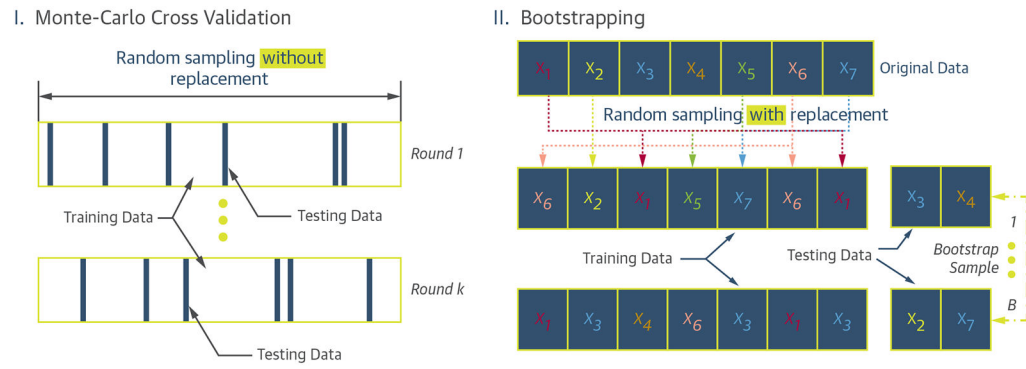 I. Monte-Carlo Cross Validation
Random sampling without
replacement
Round 1
Training Data
Testing Data
Round k
Testing Data
II. Bootstrapping
X1 X2 X3 X4 X5 X6 X7
Original Data
Random sampling with replacement
X6 X2 X1 X5 X7 X6 X1
X3 X4
1
Training Data
Testing Data
Bootstrap
Sample
B
X1 X3 X4 X6 X3 X1 X3
X2 X7